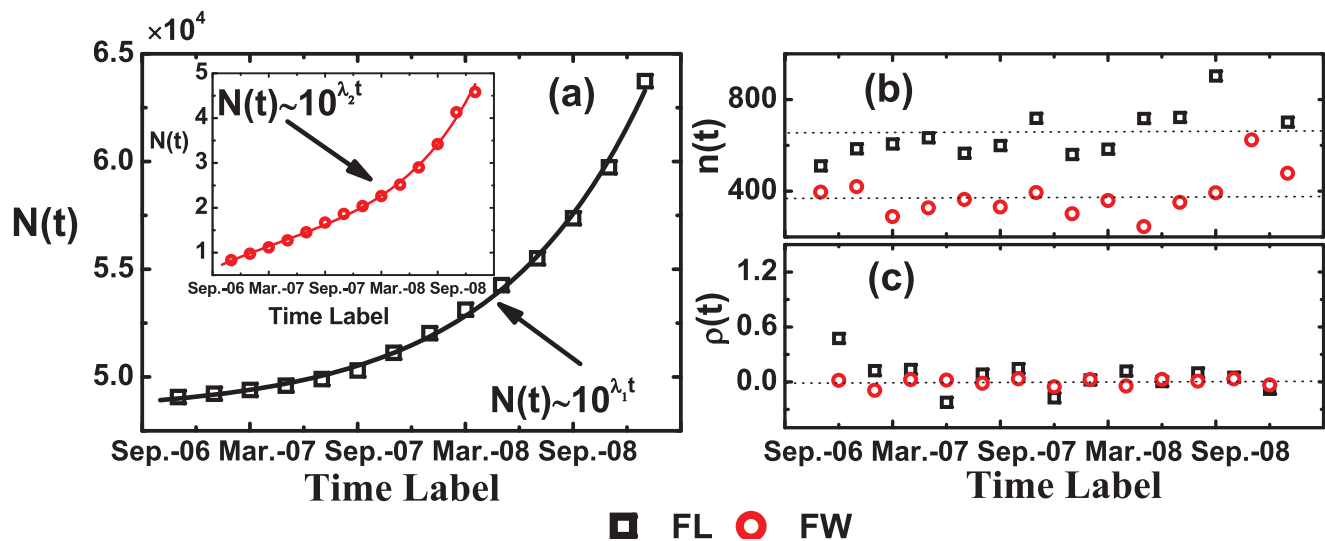 ×10⁴
6.5
6.0
5.5
5.0
N(t)
(a)
N(t)~10^λ₂t
N(t)
5
4
3
2
1
Sep.-06 Mar.-07 Sep.-07 Mar.-08 Sep.-08
Time Label
N(t)~10^λ₁t
Sep.-06 Mar.-07 Sep.-07 Mar.-08 Sep.-08
Time Label
(b)
n(t)
800
400
(c)
ρ(t)
1.2
0.6
0.0
Sep.-06 Mar.-07 Sep.-07 Mar.-08 Sep.-08
Time Label
FL FW